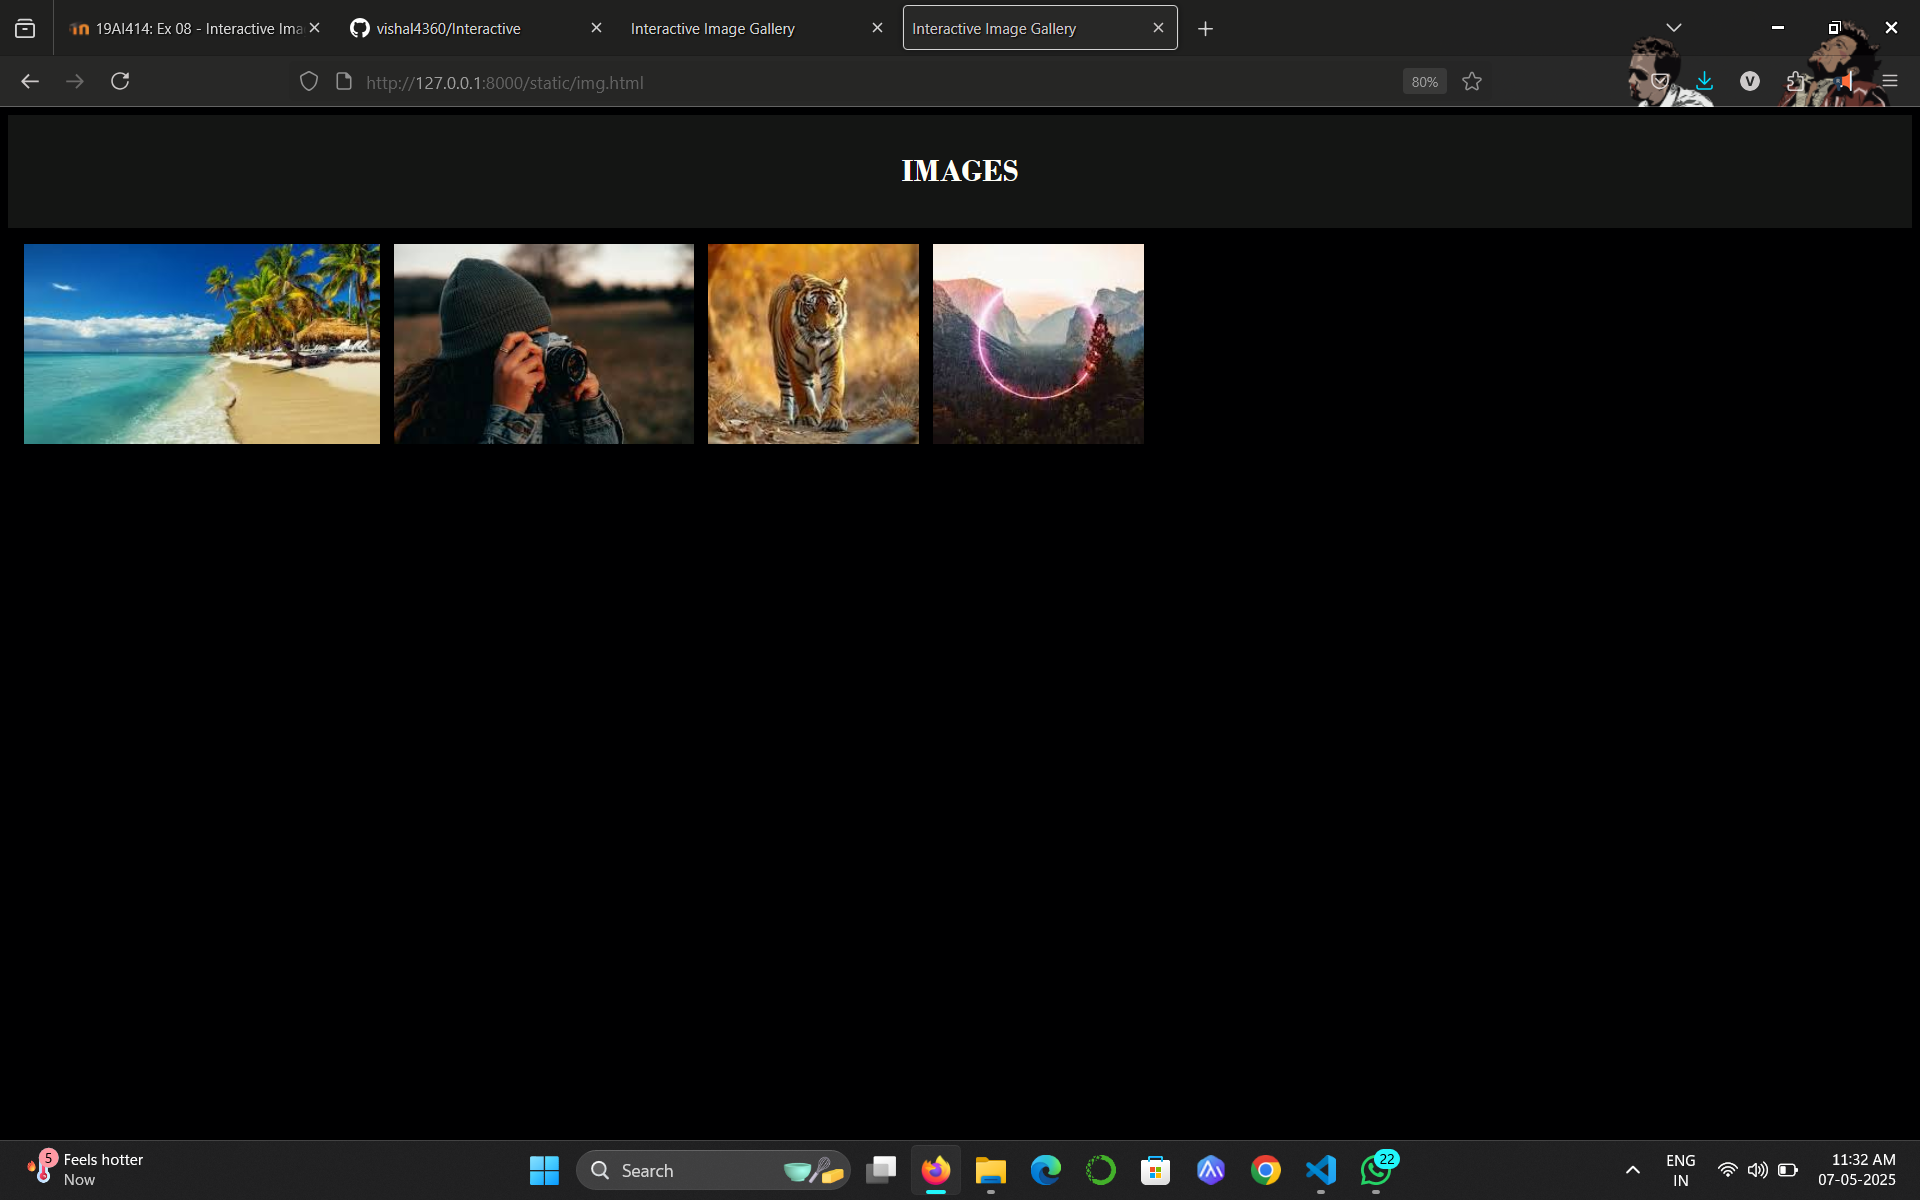 19AI414: Ex 08 - Interactive Ima
vishal4360/Interactive
Interactive Image Gallery
Interactive Image Gallery
http://127.0.0.1:8000/static/img.html
80%
V
IMAGES
5
Feels hotter
Now
Search
22
ENG
IN
11:32 AM
07-05-2025